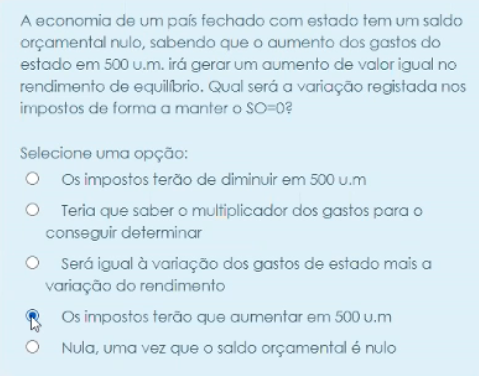 A economia de um país fechado com estado tem um saldo
orçamental nulo, sabendo que o aumento dos gastos do
estado em 500 u.m. irá gerar um aumento de valor igual no
rendimento de equilíbrio. Qual será a variação registada nos
impostos de forma a manter o SO=0?
Selecione uma opção:
Os impostos terão de diminuir em 500 u.m
Teria que saber o multiplicador dos gastos para o
conseguir determinar
Será igual à variação dos gastos de estado mais a
variação do rendimento
Os impostos terão que aumentar em 500 u.m
Nula, uma vez que o saldo orçamental é nulo